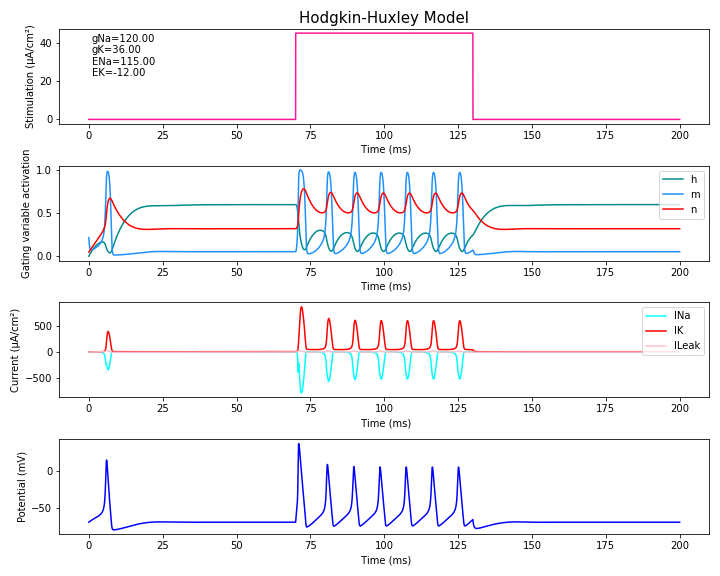 Hodgkin-Huxley Model
Stimulation (µA/cm²)
gNa=120.00
gK=36.00
ENa=115.00
EK=-12.00
40
20
0
0 25 50 75 100 125 150 175 200
Time (ms)
Gating variable activation
1.0
0.5
0.0
h
m
n
0 25 50 75 100 125 150 175 200
Time (ms)
Current (µA/cm²)
500
0
−500
INa
IK
ILeak
0 25 50 75 100 125 150 175 200
Time (ms)
Potential (mV)
0
−50
0 25 50 75 100 125 150 175 200
Time (ms)